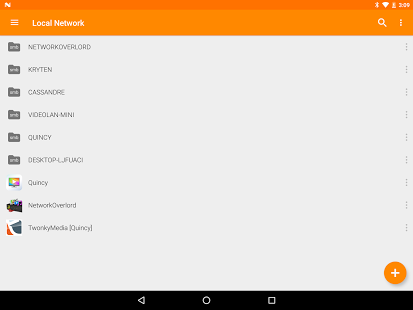 3:09
Local Network
smb NETWORKOVERLORD
smb KRYTEN
smb CASSANDRE
smb VIDEOLAN-MINI
smb QUINCY
smb DESKTOP-LJFUACI
Quincy
NetworkOverlord
TwonkyMedia [Quincy]